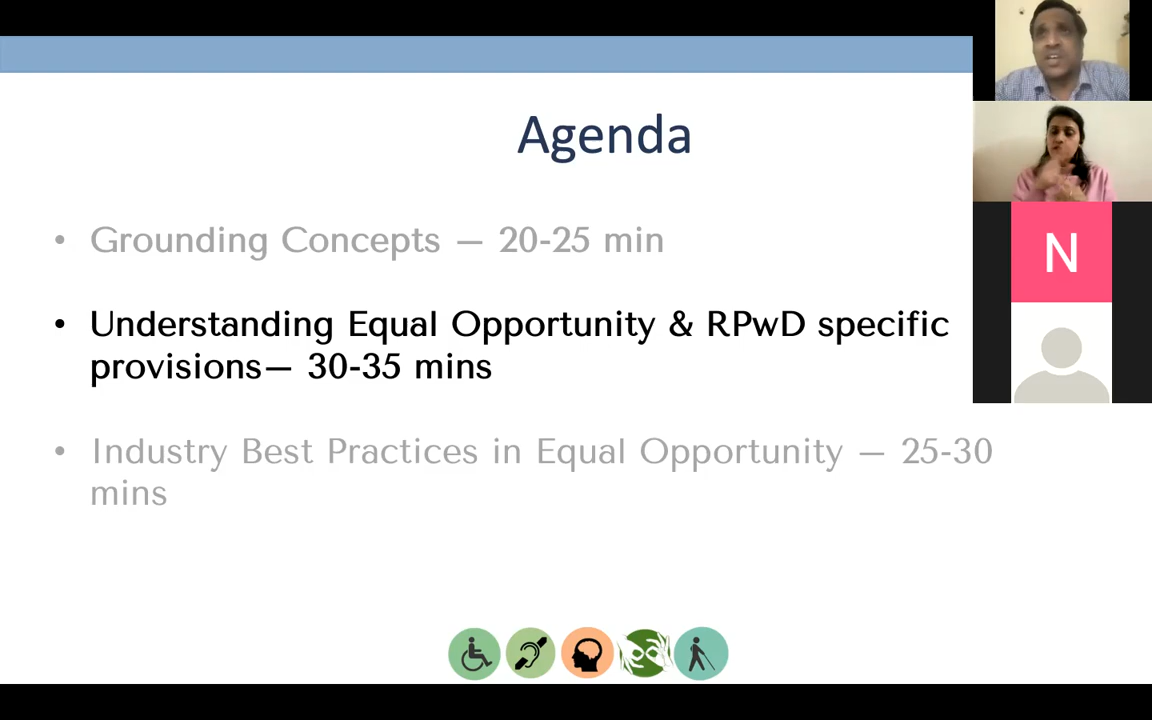 Agenda
• Grounding Concepts – 20-25 min
• Understanding Equal Opportunity & RPwD specific
provisions– 30-35 mins
• Industry Best Practices in Equal Opportunity – 25-30
mins
N